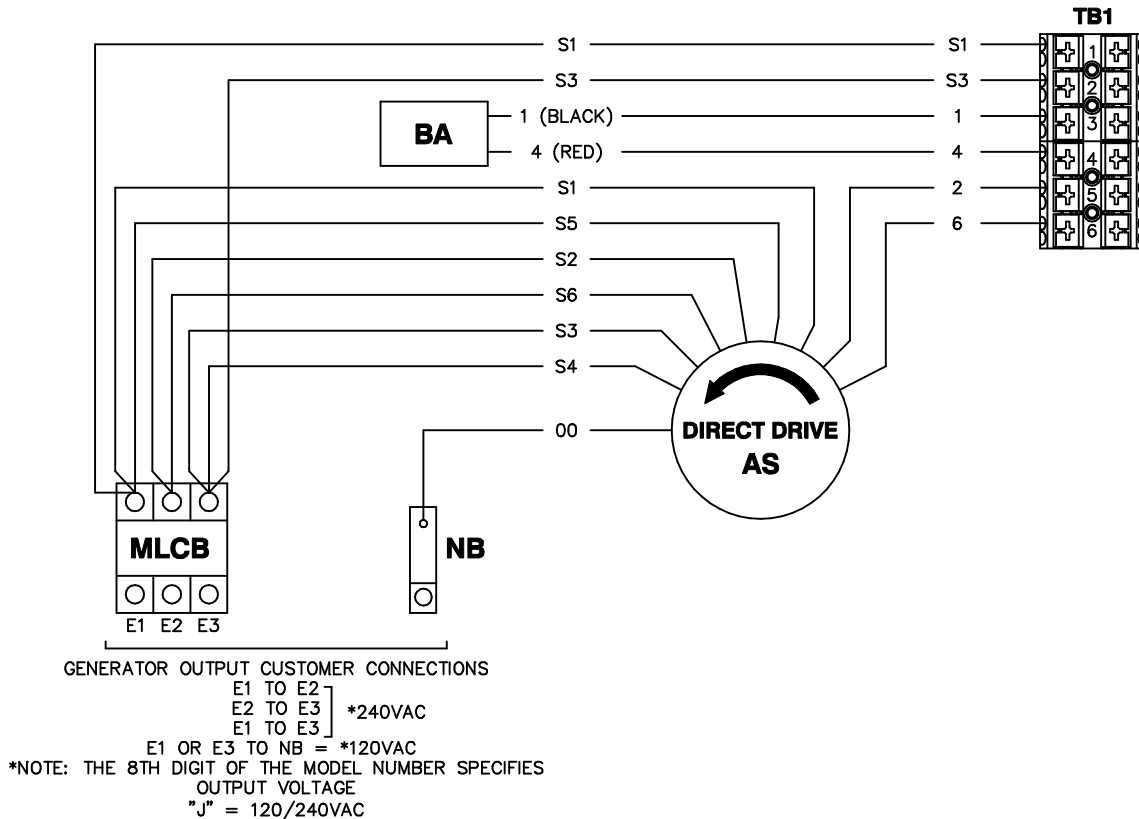 TB1
S1 S1 1
S3 S3 2
BA 1 (BLACK) 1 3
4 (RED) 4 4
S1 2 5
S5 6 6
S2
S6
S3
S4
00 DIRECT DRIVE
AS
MLCB NB
E1 E2 E3
GENERATOR OUTPUT CUSTOMER CONNECTIONS
E1 TO E2
E2 TO E3 *240VAC
E1 TO E3
E1 OR E3 TO NB = *120VAC
*NOTE: THE 8TH DIGIT OF THE MODEL NUMBER SPECIFIES
OUTPUT VOLTAGE
"J" = 120/240VAC